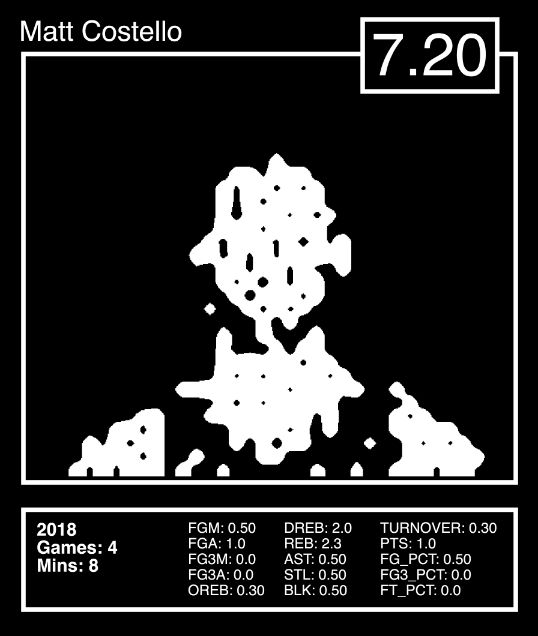 Matt Costello
7.20
2018
Games: 4
Mins: 8
FGM: 0.50
FGA: 1.0
FG3M: 0.0
FG3A: 0.0
OREB: 0.30
DREB: 2.0
REB: 2.3
AST: 0.50
STL: 0.50
BLK: 0.50
TURNOVER: 0.30
PTS: 1.0
FG_PCT: 0.50
FG3_PCT: 0.0
FT_PCT: 0.0